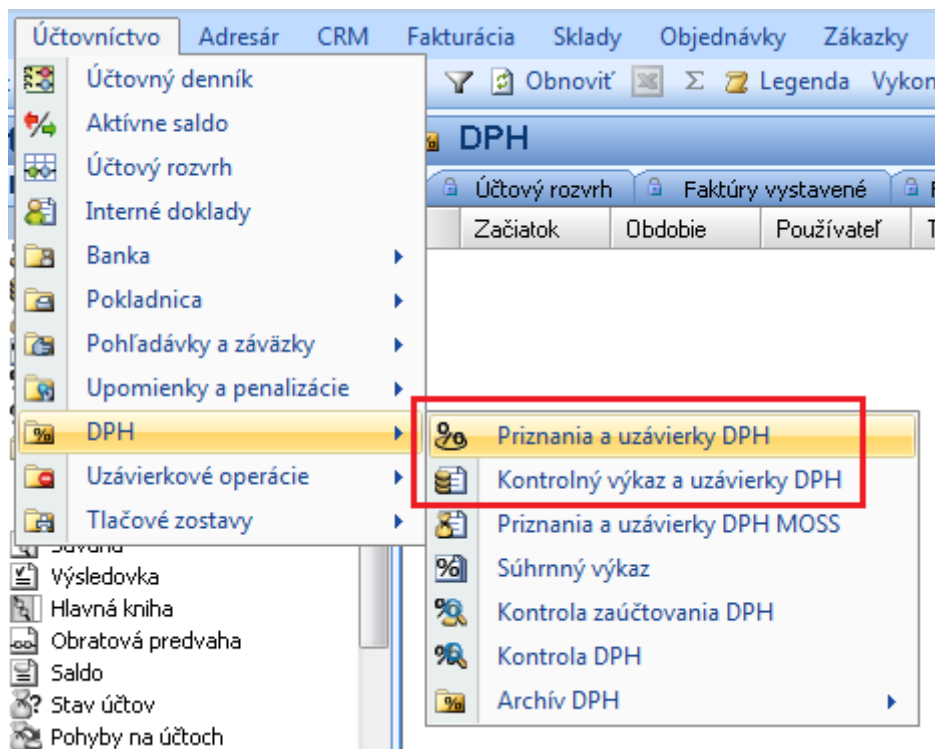 Účtovníctvo Adresár CRM Fakturácia Sklady Objednávky Zákazky
Obnoviť Σ Legenda
DPH
Účtový rozvrh Faktúry vystavené
Začiatok Obdobie Používateľ
Účtovný denník
Aktívne saldo
Účtový rozvrh
Interné doklady
Banka
Pokladnica
Pohľadávky a záväzky
Upomienky a penalizácie
DPH
Uzávierkové operácie
Tlačové zostavy
Priznania a uzávierky DPH
Kontrolný výkaz a uzávierky DPH
Priznania a uzávierky DPH MOSS
Súhrnný výkaz
Kontrola zaúčtovania DPH
Kontrola DPH
Archív DPH
Výsledovka
Hlavná kniha
Obratová predvaha
Saldo
Stav účtov
Pohyby na účtoch